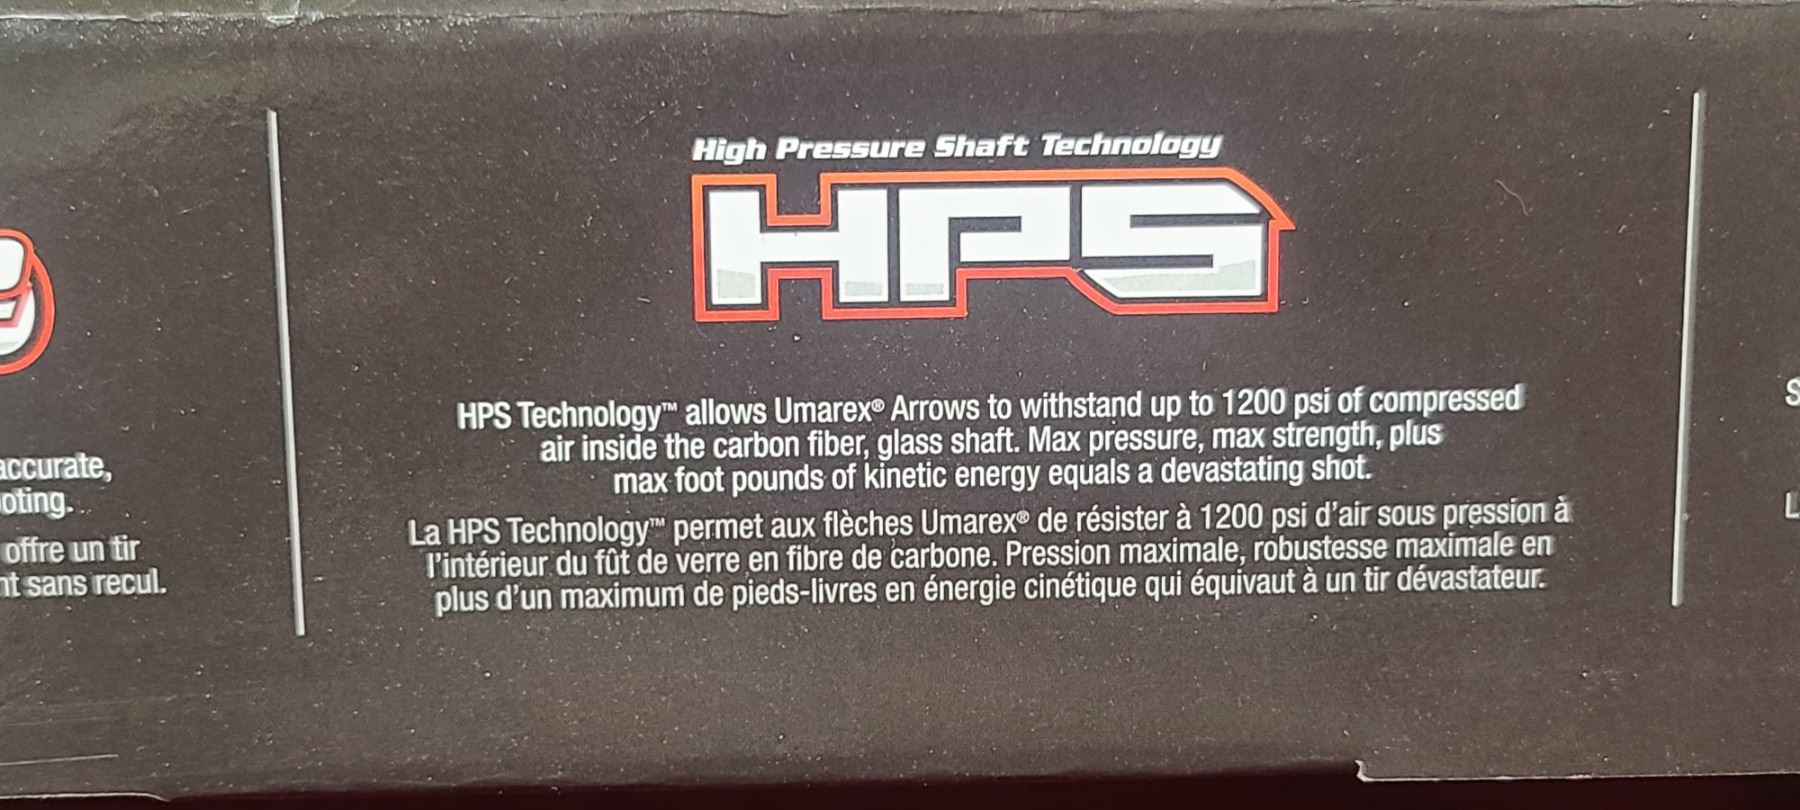 High Pressure Shaft Technology
HPS
HPS Technology™ allows Umarex® Arrows to withstand up to 1200 psi of compressed
air inside the carbon fiber, glass shaft. Max pressure, max strength, plus
max foot pounds of kinetic energy equals a devastating shot.
La HPS Technology™ permet aux flèches Umarex® de résister à 1200 psi d'air sous pression à
l'intérieur du fût de verre en fibre de carbone. Pression maximale, robustesse maximale en
plus d'un maximum de pieds-livres en énergie cinétique qui équivaut à un tir dévastateur.
accurate,
offre un tir
sans recul.